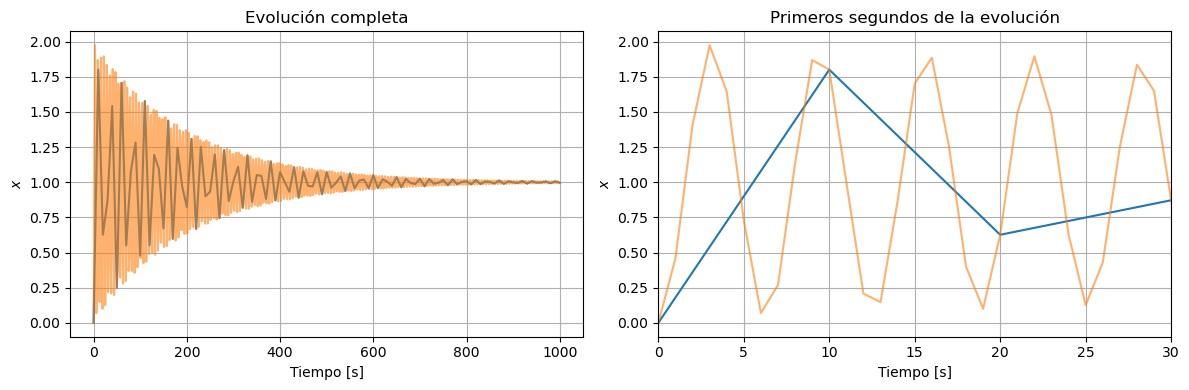 Evolución completa
2.00
1.75
1.50
1.25
1.00
0.75
0.50
0.25
0.00
x
0 200 400 600 800 1000
Tiempo [s]
Primeros segundos de la evolución
2.00
1.75
1.50
1.25
1.00
0.75
0.50
0.25
0.00
x
0 5 10 15 20 25 30
Tiempo [s]